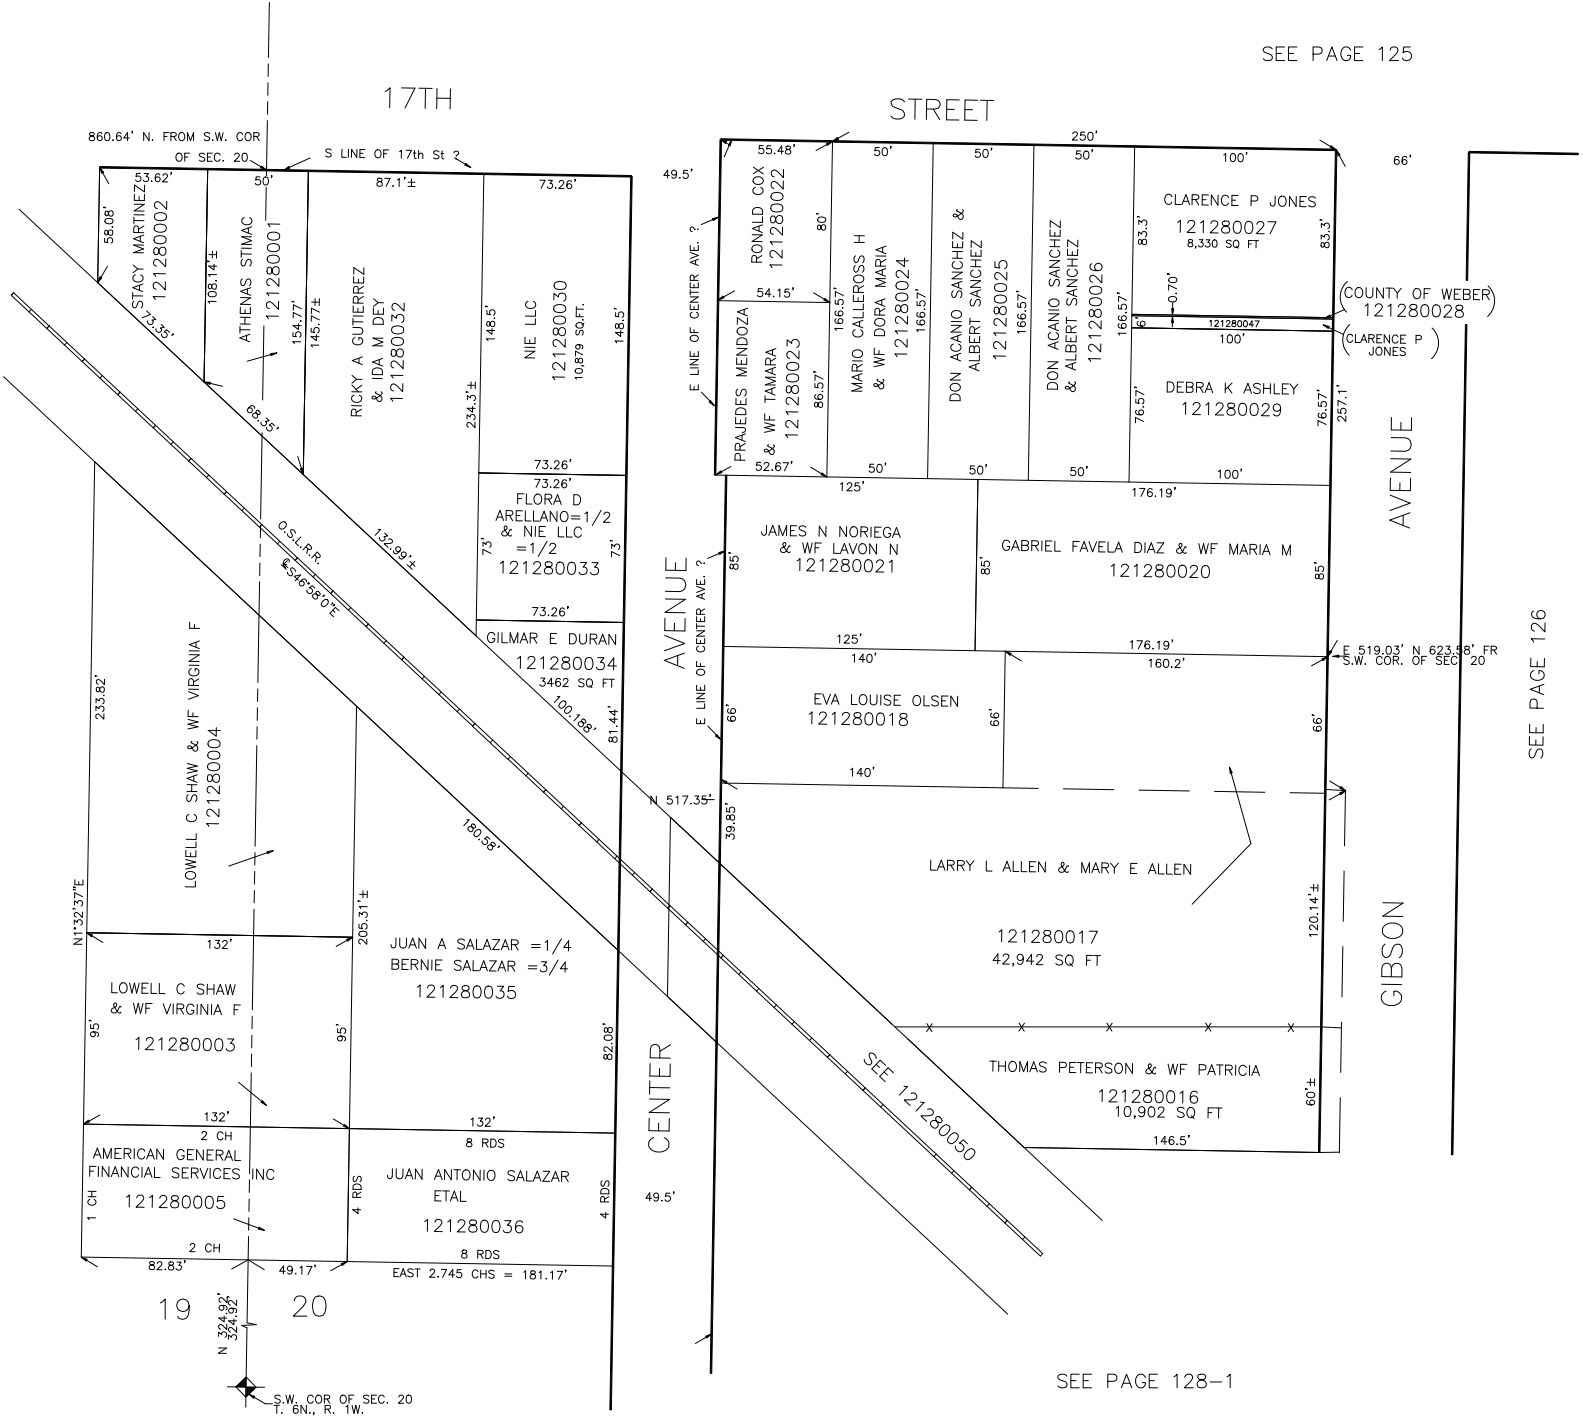 SEE PAGE 125
17TH
STREET
860.64' N. FROM S.W. COR
OF SEC. 20
S LINE OF 17th St ?
250'
53.62'
50'
87.1'±
73.26'
49.5'
55.48'
50'
50'
50'
100'
66'
58.08'
STACY MARTINEZ
121280002
73.35'
108.14'±
ATHENAS STIMAC
121280001
154.77'
145.77±
68.35'
RICKY A GUTIERREZ
& IDA M DEY
121280032
234.3'±
132.99'±
148.5'
NIE LLC
121280030
10,879 SQ.FT.
148.5'
73.26'
73.26'
FLORA D
ARELLANO=1/2
& NIE LLC
=1/2
121280033
73'
73'
73.26'
GILMAR E DURAN
121280034
3462 SQ FT
81.44'
100.188'
O.S.L.R.R.
℄S46°58'0"E
E LINE OF CENTER AVE. ?
RONALD COX
121280022
80'
54.15'
PRAJEDES MENDOZA
& WF TAMARA
121280023
86.57'
52.67'
166.57'
MARIO CALLEROSS H
& WF DORA MARIA
121280024
166.57'
50'
DON ACANIO SANCHEZ &
ALBERT SANCHEZ
121280025
166.57'
50'
DON ACANIO SANCHEZ
& ALBERT SANCHEZ
121280026
166.57'
50'
CLARENCE P JONES
121280027
8,330 SQ FT
83.3'
83.3'
0.70'
(COUNTY OF WEBER)
121280028
6'
121280047
(CLARENCE P
JONES)
100'
DEBRA K ASHLEY
121280029
76.57'
76.57'
257.1'
100'
AVENUE
125'
176.19'
JAMES N NORIEGA
& WF LAVON N
121280021
85'
85'
GABRIEL FAVELA DIAZ & WF MARIA M
121280020
85'
AVENUE
E LINE OF CENTER AVE. ?
125'
140'
176.19'
160.2'
E 519.03' N 623.58' FR
S.W. COR. OF SEC. 20
SEE PAGE 126
EVA LOUISE OLSEN
121280018
66'
66'
66'
140'
N 517.35'
39.85'
LARRY L ALLEN & MARY E ALLEN
121280017
42,942 SQ FT
120.14'±
GIBSON
X X X X X
THOMAS PETERSON & WF PATRICIA
121280016
10,902 SQ FT
60'±
146.5'
SEE 121280050
233.82'
LOWELL C SHAW & WF VIRGINIA F
121280004
180.58'
N1°32'37"E
205.31'±
132'
JUAN A SALAZAR =1/4
BERNIE SALAZAR =3/4
121280035
LOWELL C SHAW
& WF VIRGINIA F
121280003
95'
95'
82.08'
132'
132'
2 CH
8 RDS
CENTER
AMERICAN GENERAL
FINANCIAL SERVICES INC
121280005
1 CH
4 RDS
JUAN ANTONIO SALAZAR
ETAL
121280036
4 RDS
49.5'
2 CH
8 RDS
82.83'
49.17'
EAST 2.745 CHS = 181.17'
19
20
N 324.92'
324.92'
S.W. COR OF SEC. 20
T. 6N., R. 1W.
SEE PAGE 128-1